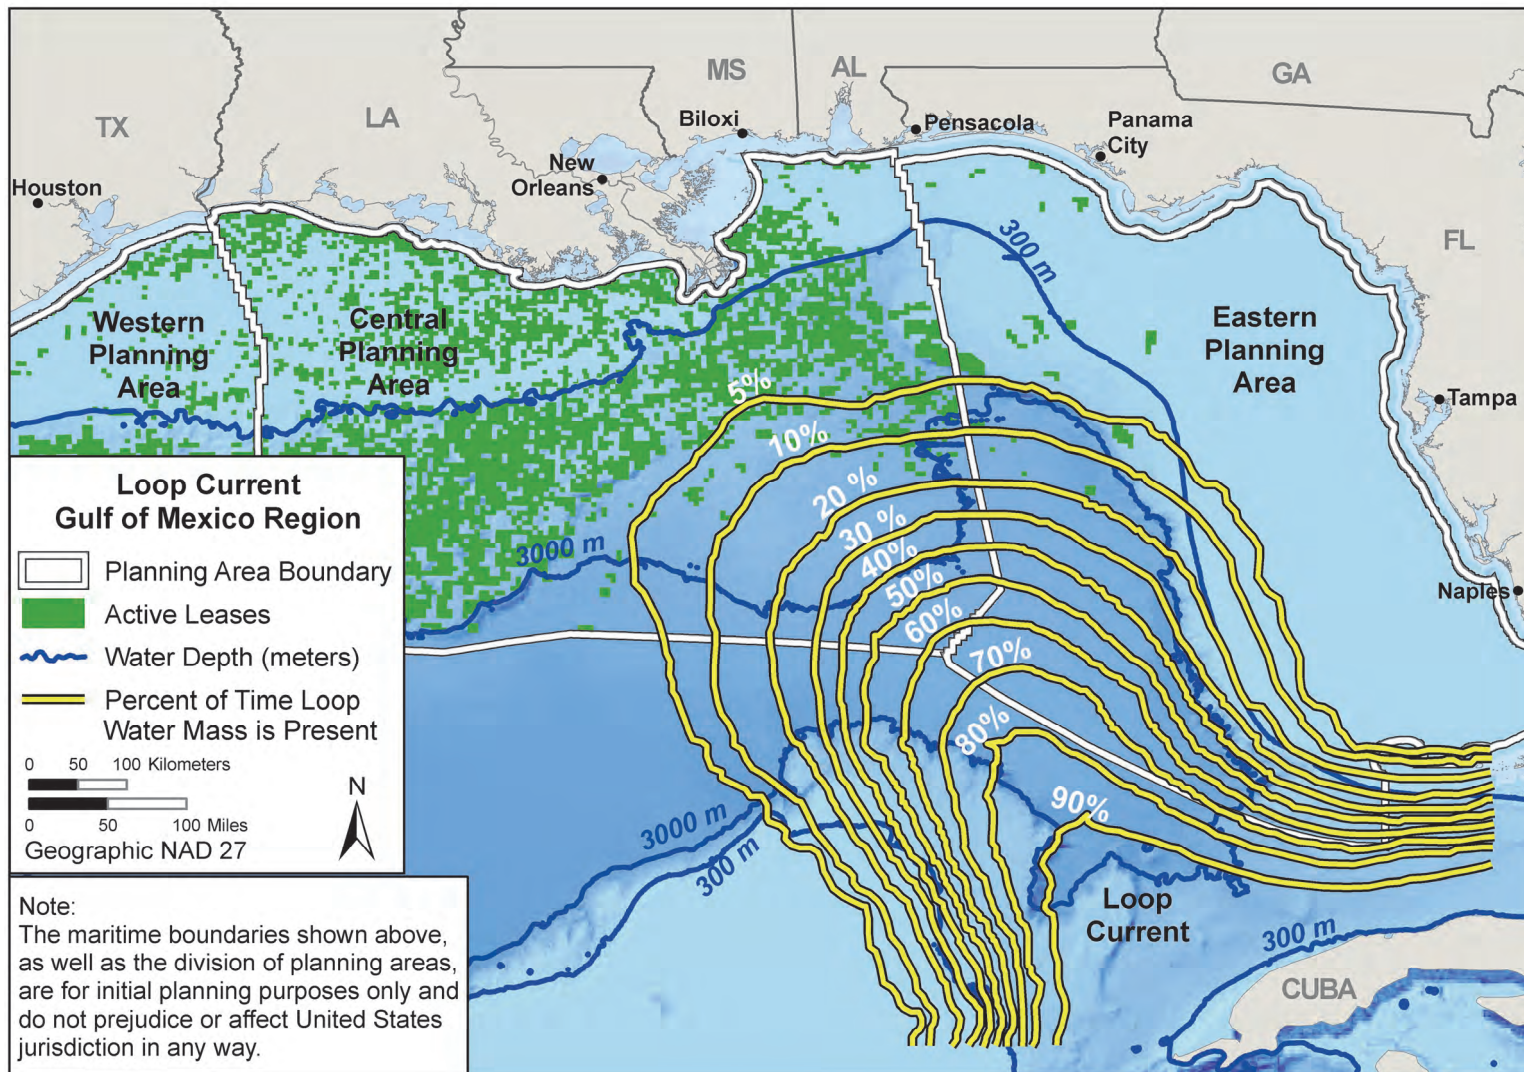 MS
AL
GA
TX
LA
FL
Biloxi
Pensacola
Panama
City
New
Orleans
Houston
300 m
Western
Planning
Area
Central
Planning
Area
Eastern
Planning
Area
Tampa
Naples
5%
10%
20 %
30 %
40%
50%
60%
70%
80%
90%
3000 m
3000 m
300 m
Loop
Current
300 m
CUBA
Loop Current
Gulf of Mexico Region
Planning Area Boundary
Active Leases
Water Depth (meters)
Percent of Time Loop
Water Mass is Present
0 50 100 Kilometers
0 50 100 Miles
N
Geographic NAD 27
Note:
The maritime boundaries shown above,
as well as the division of planning areas,
are for initial planning purposes only and
do not prejudice or affect United States
jurisdiction in any way.